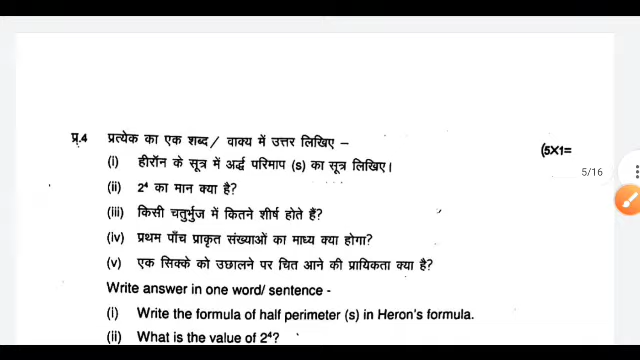 प्र.4 प्रत्येक का एक शब्द/ वाक्य में उत्तर लिखिए – (5X1=
(i) हीरॉन के सूत्र में अर्द्ध परिमाप (s) का सूत्र लिखिए।
5/16
(ii) 2⁴ का मान क्या है?
(iii) किसी चतुर्भुज में कितने शीर्ष होते हैं?
(iv) प्रथम पाँच प्राकृत संख्याओं का माध्य क्या होगा?
(v) एक सिक्के को उछालने पर चित आने की प्रायिकता क्या है?
Write answer in one word/ sentence -
(i) Write the formula of half perimeter (s) in Heron's formula.
(ii) What is the value of 2⁴?